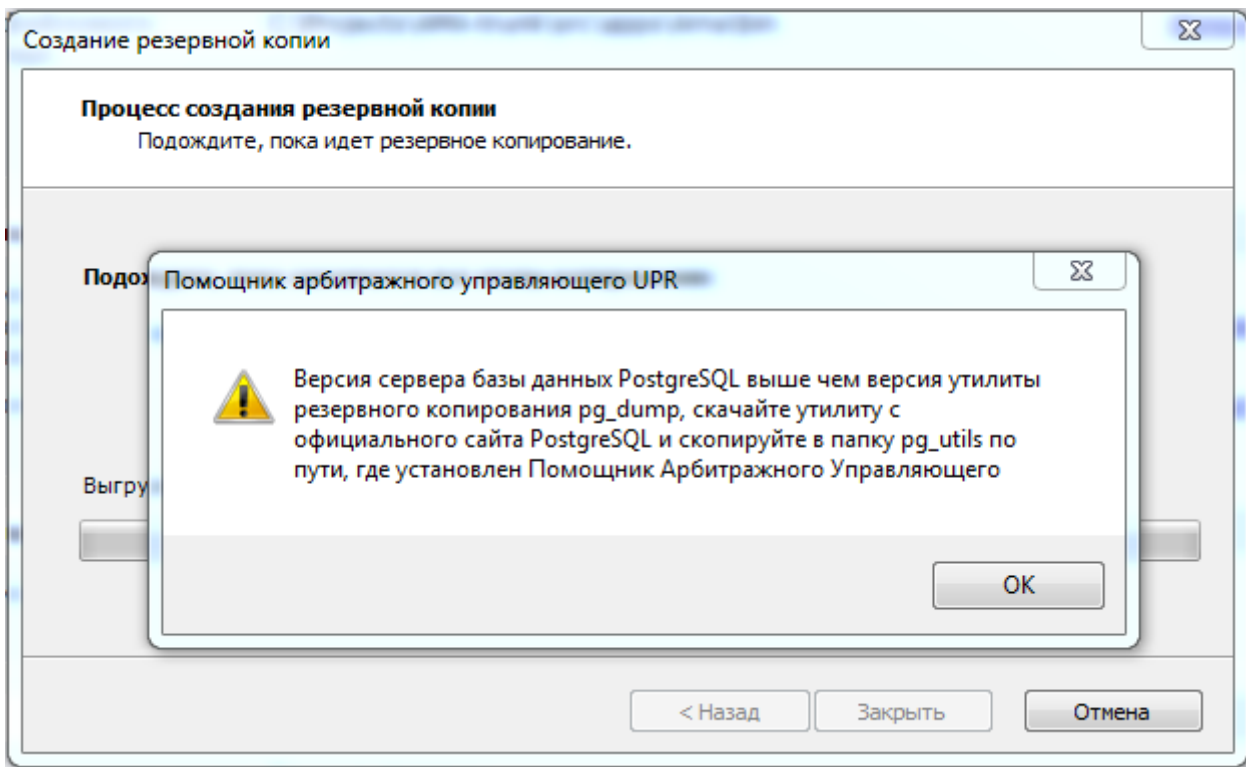 Создание резервной копии
Процесс создания резервной копии
Подождите, пока идет резервное копирование.
Помощник арбитражного управляющего UPR
Версия сервера базы данных PostgreSQL выше чем версия утилиты
резервного копирования pg_dump, скачайте утилиту с
официального сайта PostgreSQL и скопируйте в папку pg_utils по
пути, где установлен Помощник Арбитражного Управляющего
Выгру
OK
< Назад
Закрыть
Отмена